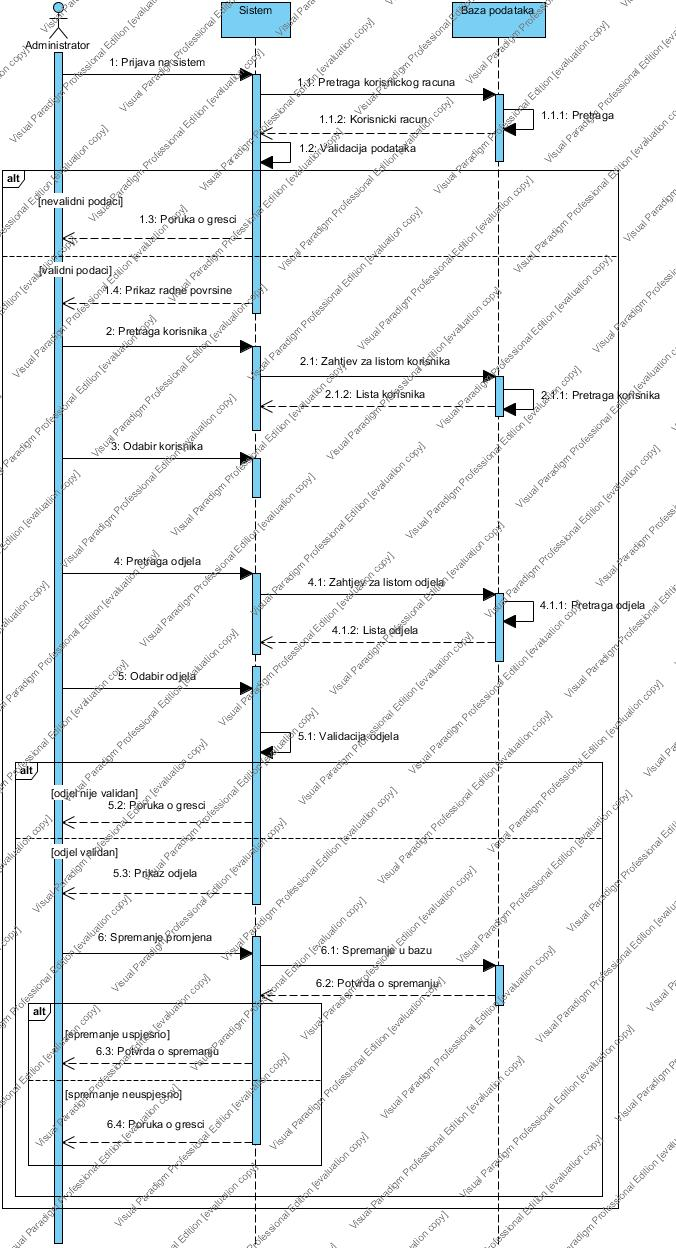 Sistem
Baza podataka
Administrator
1: Prijava na sistem
1.1: Pretraga korisnickog racuna
1.1.1: Pretraga
1.1.2: Korisnicki racun
1.2: Validacija podataka
alt
[nevalidni podaci]
1.3: Poruka o gresci
[validni podaci]
1.4: Prikaz radne povrsine
2: Pretraga korisnika
2.1: Zahtjev za listom korisnika
2.1.1: Pretraga korisnika
2.1.2: Lista korisnika
3: Odabir korisnika
4: Pretraga odjela
4.1: Zahtjev za listom odjela
4.1.1: Pretraga odjela
4.1.2: Lista odjela
5: Odabir odjela
5.1: Validacija odjela
alt
[odjel nije validan]
5.2: Poruka o gresci
[odjel validan]
5.3: Prikaz odjela
6: Spremanje promjena
6.1: Spremanje u bazu
6.2: Potvrda o spremanju
alt
[spremanje uspjesno]
6.3: Potvrda o spremanju
[spremanje neuspjesno]
6.4: Poruka o gresci
Visual Paradigm Professional Edition [evaluation copy]